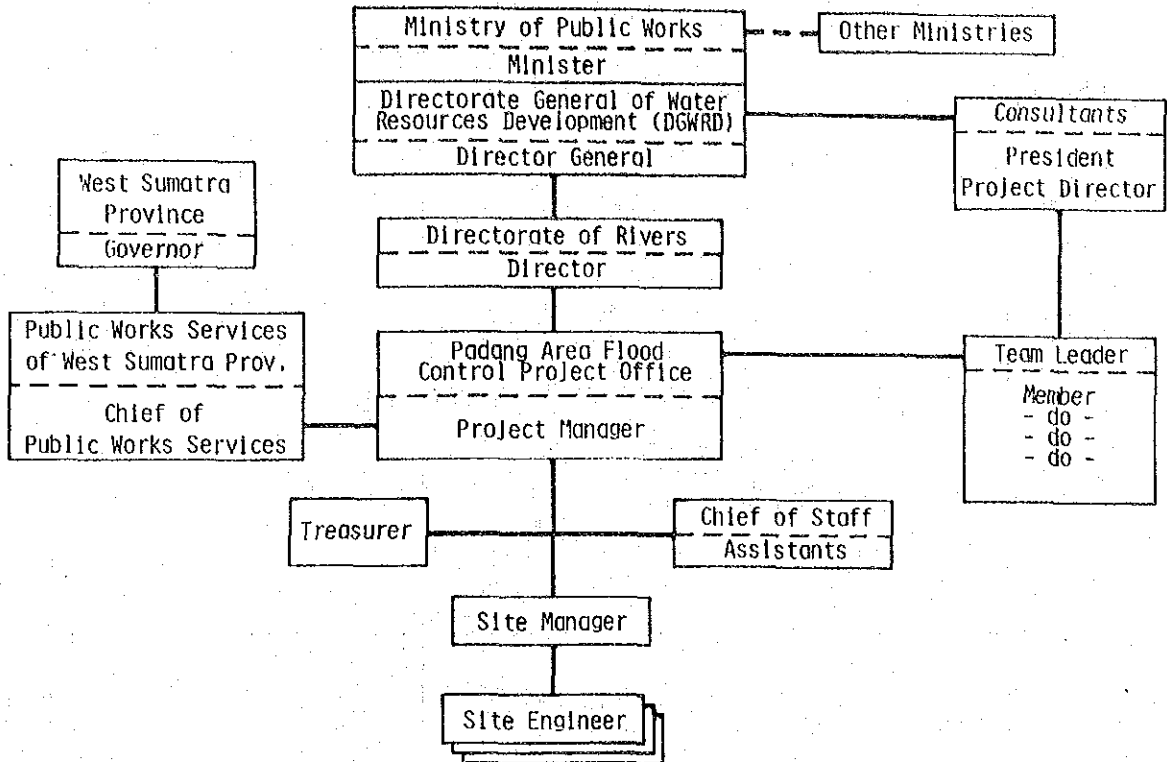 Ministry of Public Works
Minister
Directorate General of Water
Resources Development (DGWRD)
Director General
Other Ministries
Consultants
President
Project Director
West Sumatra
Province
Governor
Directorate of Rivers
Director
Public Works Services
of West Sumatra Prov.
Chief of
Public Works Services
Padang Area Flood
Control Project Office
Project Manager
Team Leader
Member
- do -
- do -
- do -
Treasurer
Chief of Staff
Assistants
Site Manager
Site Engineer